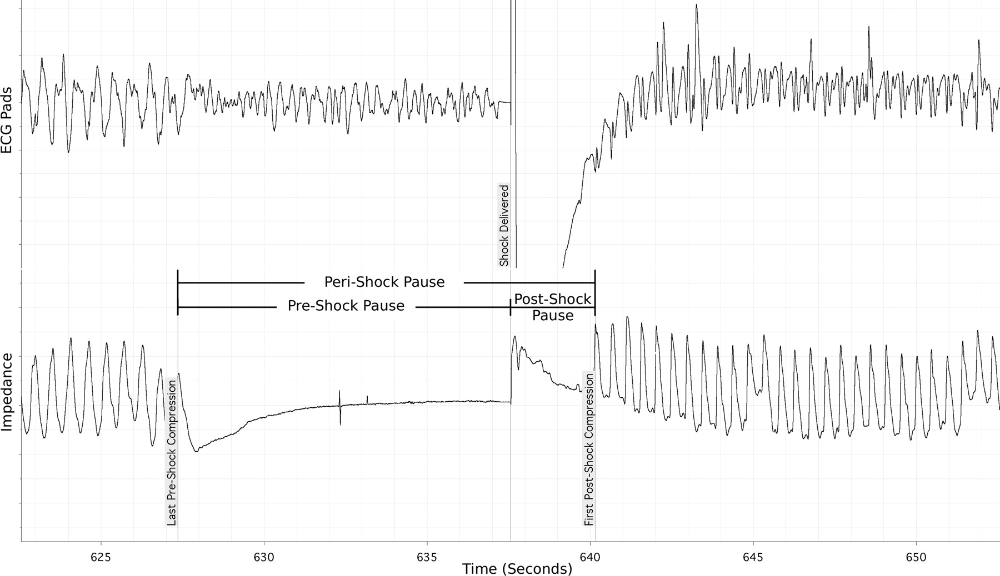 ECG Pads
Shock Delivered
Peri-Shock Pause
Pre-Shock Pause
Post-Shock
Pause
Impedance
Last Pre-Shock Compression
First Post-Shock Compression
625
630
635
640
645
650
Time (Seconds)